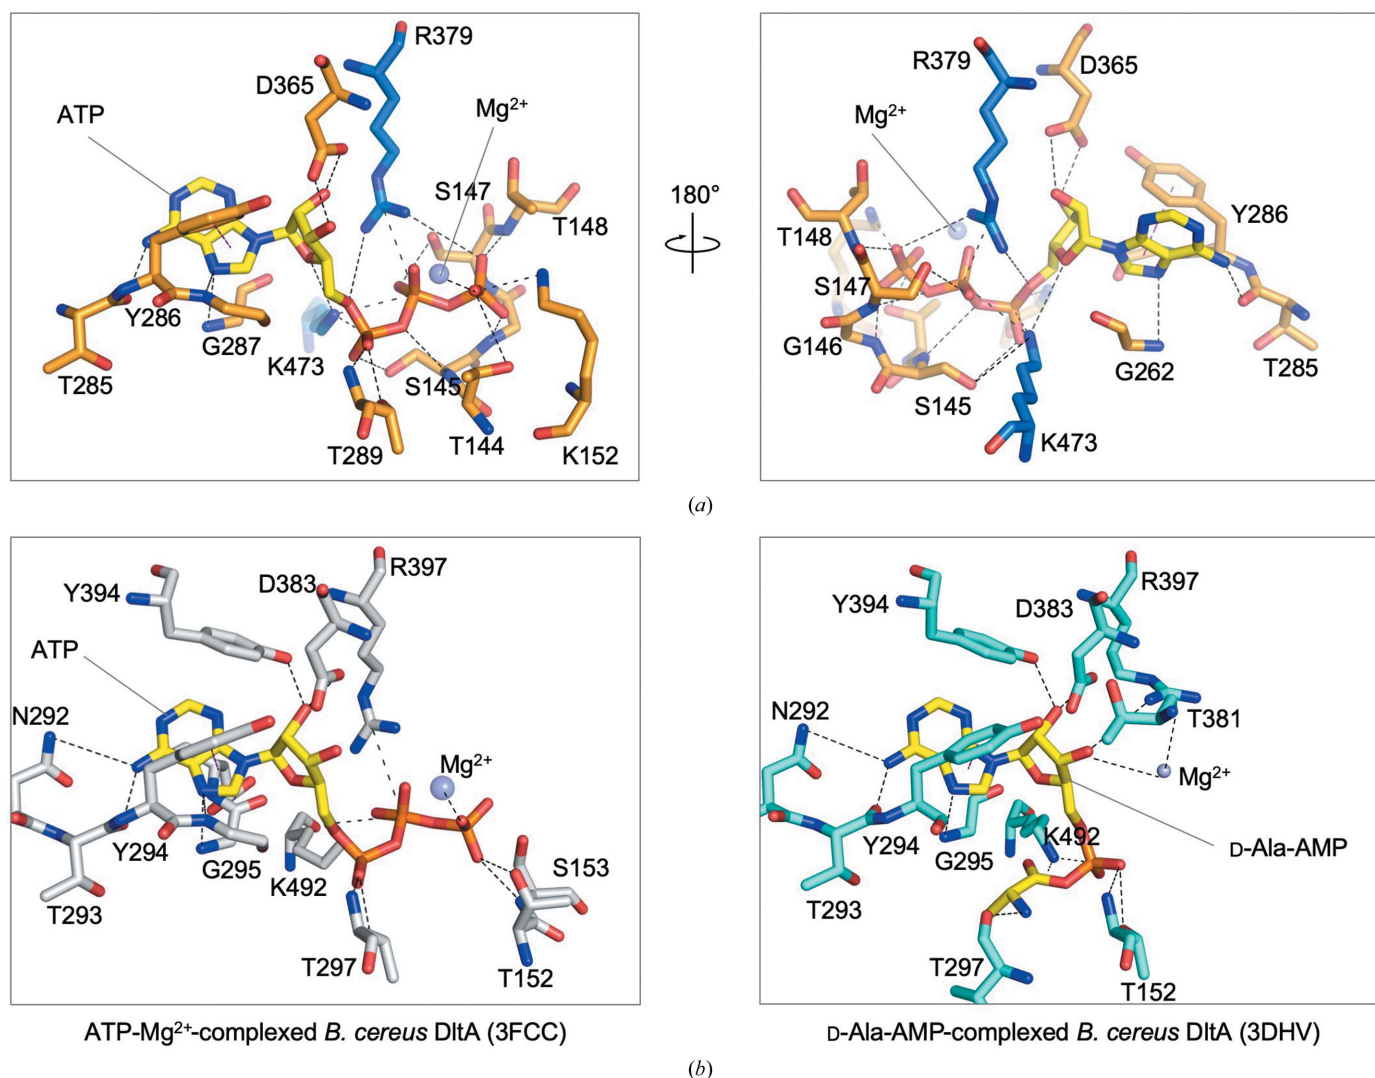 R379
D365
ATP
Mg²⁺
S147
T148
Y286
G287
K473
T285
S145
T289
T144
K152
180°
R379
D365
Mg²⁺
T148
Y286
S147
G146
G262
T285
S145
K473
(a)
R397
D383
Y394
ATP
N292
Mg²⁺
Y294
G295
K492
S153
T293
T297
T152
R397
D383
Y394
N292
T381
Mg²⁺
Y294
G295
K492
D-Ala-AMP
T293
T297
T152
ATP-Mg²⁺-complexed B. cereus DltA (3FCC)
D-Ala-AMP-complexed B. cereus DltA (3DHV)
(b)